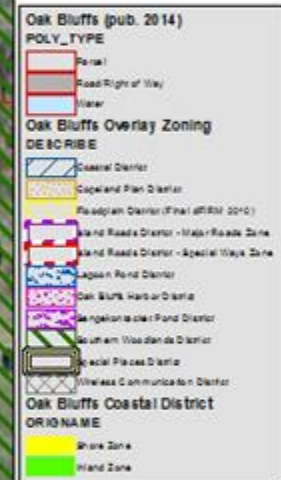 Oak Bluffs (pub. 2014)
POLY_TYPE
Parcel
Road/Right of Way
Water
Oak Bluffs Overlay Zoning
DESCRIBE
Coastal District
Copeland Plan District
Floodplain District (Final dFIRM 2010)
Island Roads District - Major Roads Zone
Island Roads District - Special Ways Zone
Lagoon Pond District
Oak Bluffs Harbor District
Sengekontacket Pond District
Southern Woodlands District
Special Places District
Wireless Communication District
Oak Bluffs Coastal District
ORIGNAME
Shore Zone
Inland Zone